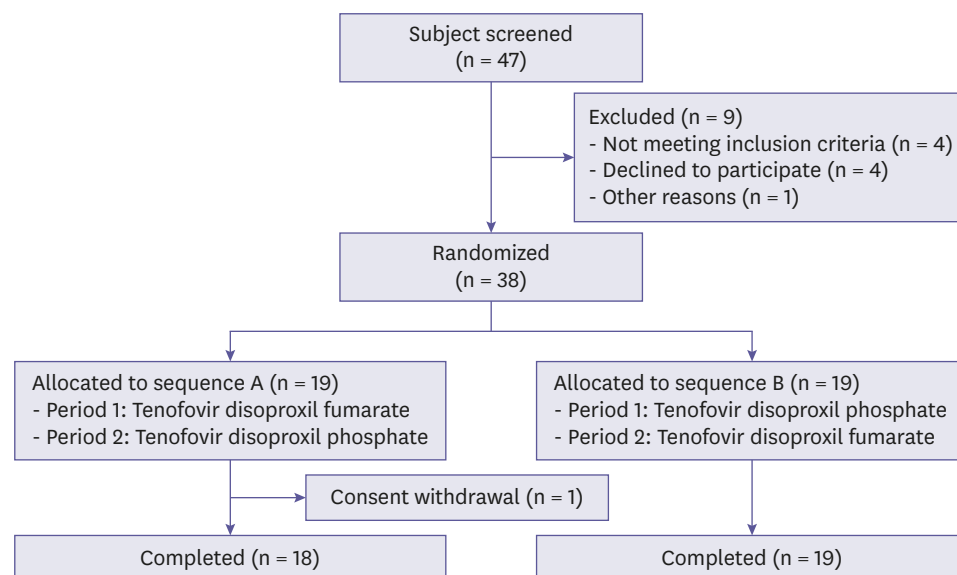 Subject screened
(n = 47)
Excluded (n = 9)
- Not meeting inclusion criteria (n = 4)
- Declined to participate (n = 4)
- Other reasons (n = 1)
Randomized
(n = 38)
Allocated to sequence A (n = 19)
- Period 1: Tenofovir disoproxil fumarate
- Period 2: Tenofovir disoproxil phosphate
Allocated to sequence B (n = 19)
- Period 1: Tenofovir disoproxil phosphate
- Period 2: Tenofovir disoproxil fumarate
Consent withdrawal (n = 1)
Completed (n = 18)
Completed (n = 19)